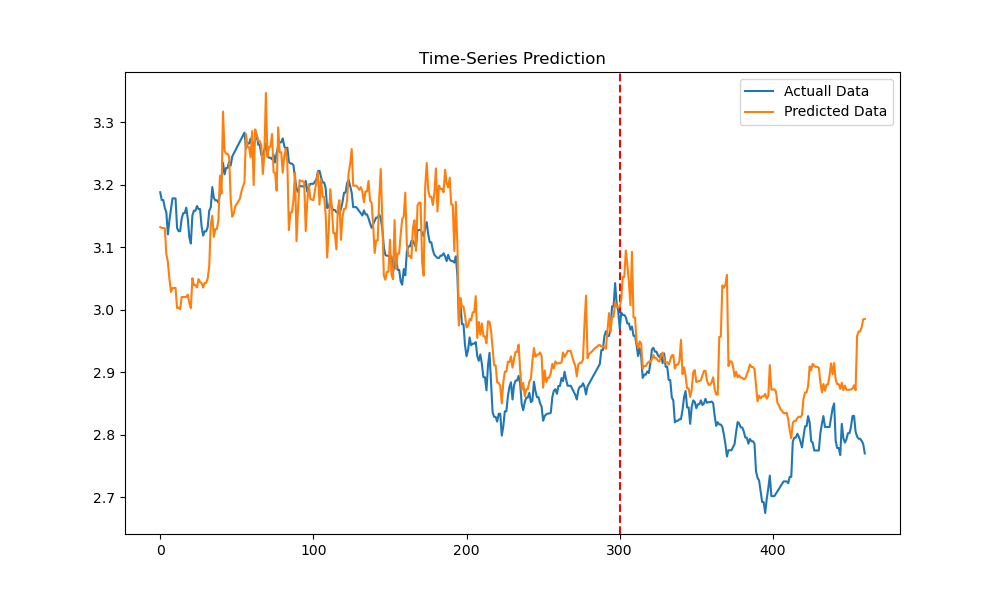 Time-Series Prediction
Actuall Data
Predicted Data
3.3
3.2
3.1
3.0
2.9
2.8
2.7
0 100 200 300 400